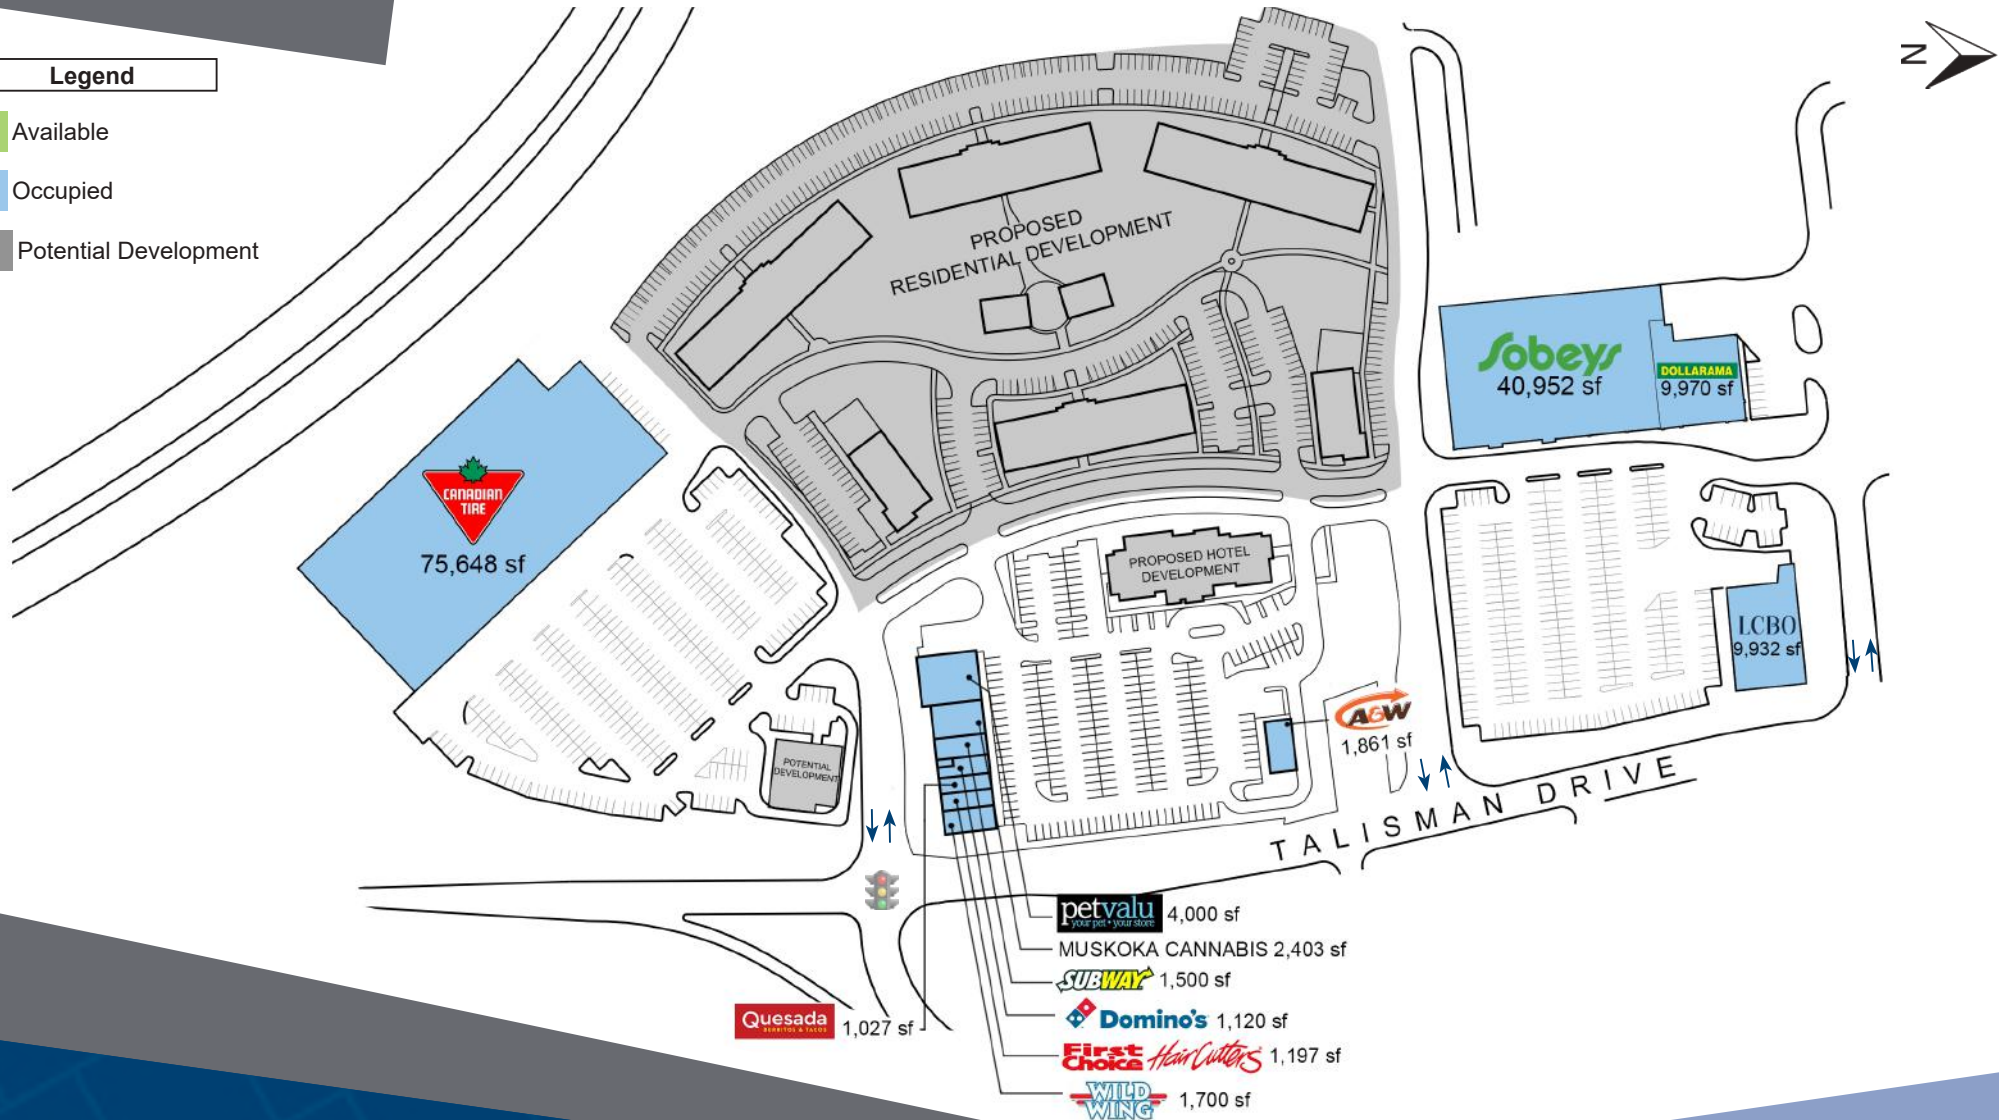 Legend
Available
Occupied
Potential Development
N
PROPOSED
RESIDENTIAL DEVELOPMENT
Sobeys
40,952 sf
DOLLARAMA
9,970 sf
CANADIAN
TIRE
75,648 sf
PROPOSED HOTEL
DEVELOPMENT
LCBO
9,932 sf
A&W
1,861 sf
POTENTIAL
DEVELOPMENT
TALISMAN DRIVE
petvalu
your pet • your store
4,000 sf
MUSKOKA CANNABIS 2,403 sf
SUBWAY 1,500 sf
Quesada
BURRITOS & TACOS
1,027 sf
Domino's 1,120 sf
First
Choice HairCutters 1,197 sf
WILD
WING 1,700 sf